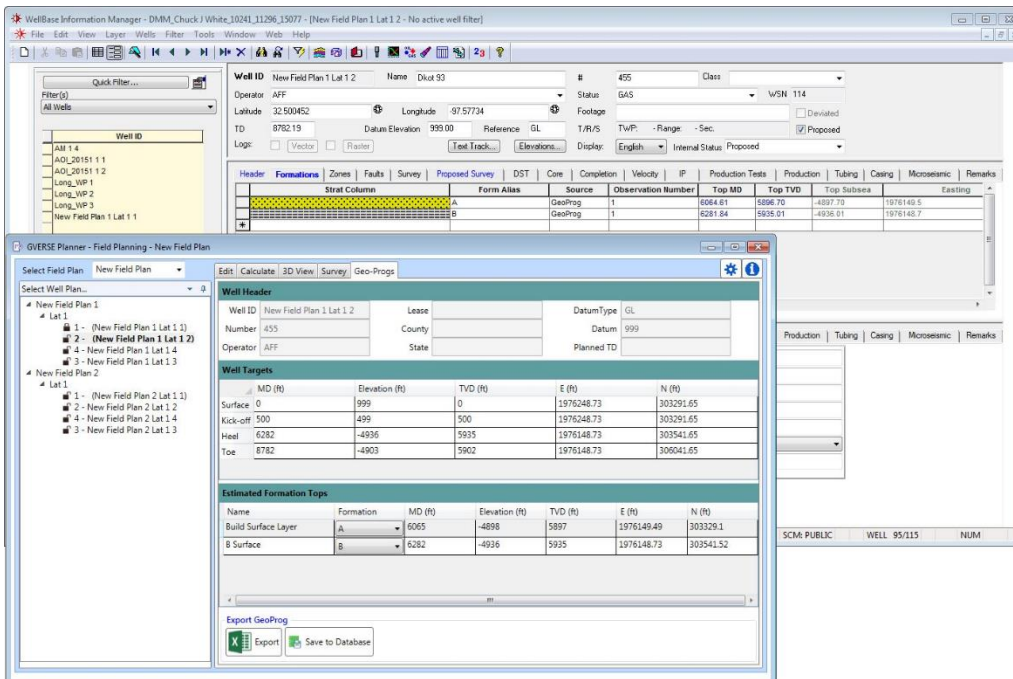 WellBase Information Manager - DMM_Chuck J White_10241_11296_15077 - [New Field Plan 1 Lat 1 2 - No active well filter]
File Edit View Layer Wells Filter Tools Window Web Help
Quick Filter...
Filter(s)
All Wells
Well ID
AM 1 4
AOI_20151 1 1
AOI_20151 1 2
Long_WP 1
Long_WP 2
Long_WP 3
New Field Plan 1 Lat 1 1
Well ID New Field Plan 1 Lat 1 2 Name Dkot 93 # 455 Class
Operator AFF Status GAS WSN 114
Latitude 32.500452 Longitude -97.57734 Footage Deviated
TD 8782.19 Datum Elevation 999.00 Reference GL T/R/S TWP: - Range: - Sec. Proposed
Logs: Vector Raster Text Track... Elevations... Display: English Internal Status Proposed
Header Formations Zones Faults Survey Proposed Survey DST Core Completion Velocity IP Production Tests Production Tubing Casing Microseismic Remarks
Strat Column Form Alias Source Observation Number Top MD Top TVD Top Subsea Easting
A GeoProg 1 6064.61 5896.70 -4897.70 1976149.5
B GeoProg 1 6281.84 5935.01 -4936.01 1976148.7
GVERSE Planner - Field Planning - New Field Plan
Select Field Plan New Field Plan
Select Well Plan...
New Field Plan 1
Lat 1
1 - (New Field Plan 1 Lat 1 1)
2 - (New Field Plan 1 Lat 1 2)
4 - New Field Plan 1 Lat 1 4
3 - New Field Plan 1 Lat 1 3
New Field Plan 2
Lat 1
1 - (New Field Plan 2 Lat 1 1)
2 - New Field Plan 2 Lat 1 2
4 - New Field Plan 2 Lat 1 4
3 - New Field Plan 2 Lat 1 3
Edit Calculate 3D View Survey Geo-Progs
Well Header
Well ID New Field Plan 1 Lat 1 2 Lease DatumType GL
Number 455 County Datum 999
Operator AFF State Planned TD
Well Targets
MD (ft) Elevation (ft) TVD (ft) E (ft) N (ft)
Surface 0 999 0 1976248.73 303291.65
Kick-off 500 499 500 1976248.73 303291.65
Heel 6282 -4936 5935 1976148.73 303541.65
Toe 8782 -4903 5902 1976148.73 306041.65
Estimated Formation Tops
Name Formation MD (ft) Elevation (ft) TVD (ft) E (ft) N (ft)
Build Surface Layer A 6065 -4898 5897 1976149.49 303329.1
B Surface B 6282 -4936 5935 1976148.73 303541.52
Export GeoProg
Export Save to Database
Production Tubing Casing Microseismic Remarks
SCM: PUBLIC WELL 95/115 NUM